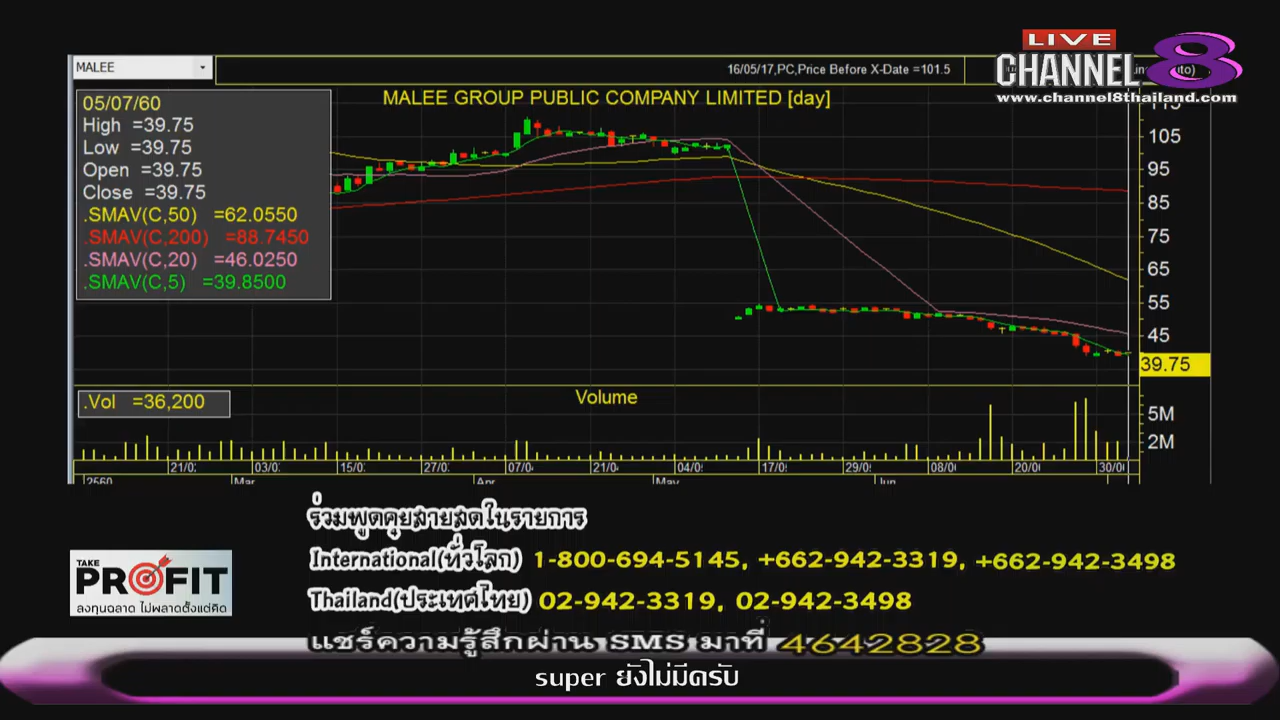 LIVE
CHANNEL 8
www.channel8thailand.com
MALEE
16/05/17,PC,Price Before X-Date =101.5
MALEE GROUP PUBLIC COMPANY LIMITED [day]
05/07/60
High =39.75
Low =39.75
Open =39.75
Close =39.75
.SMAV(C,50) =62.0550
.SMAV(C,200) =88.7450
.SMAV(C,20) =46.0250
.SMAV(C,5) =39.8500
115
105
95
85
75
65
55
45
39.75
.Vol =36,200
Volume
5M
2M
21/0 03/0 15/0 27/0 07/0 21/0 04/0 17/0 29/0 08/0 20/0 30/0
2560 Mar Apr May Jun
ร่วมพูดคุยสายสดในรายการ
International(ทั่วโลก) 1-800-694-5145, +662-942-3319, +662-942-3498
Thailand(ประเทศไทย) 02-942-3319, 02-942-3498
แชร์ความรู้สึกผ่าน SMS มาที่ 4642828
TAKE
PROFIT
ลงทุนฉลาด ไม่พลาดตั้งแต่คิด
super ยังไม่มีครับ